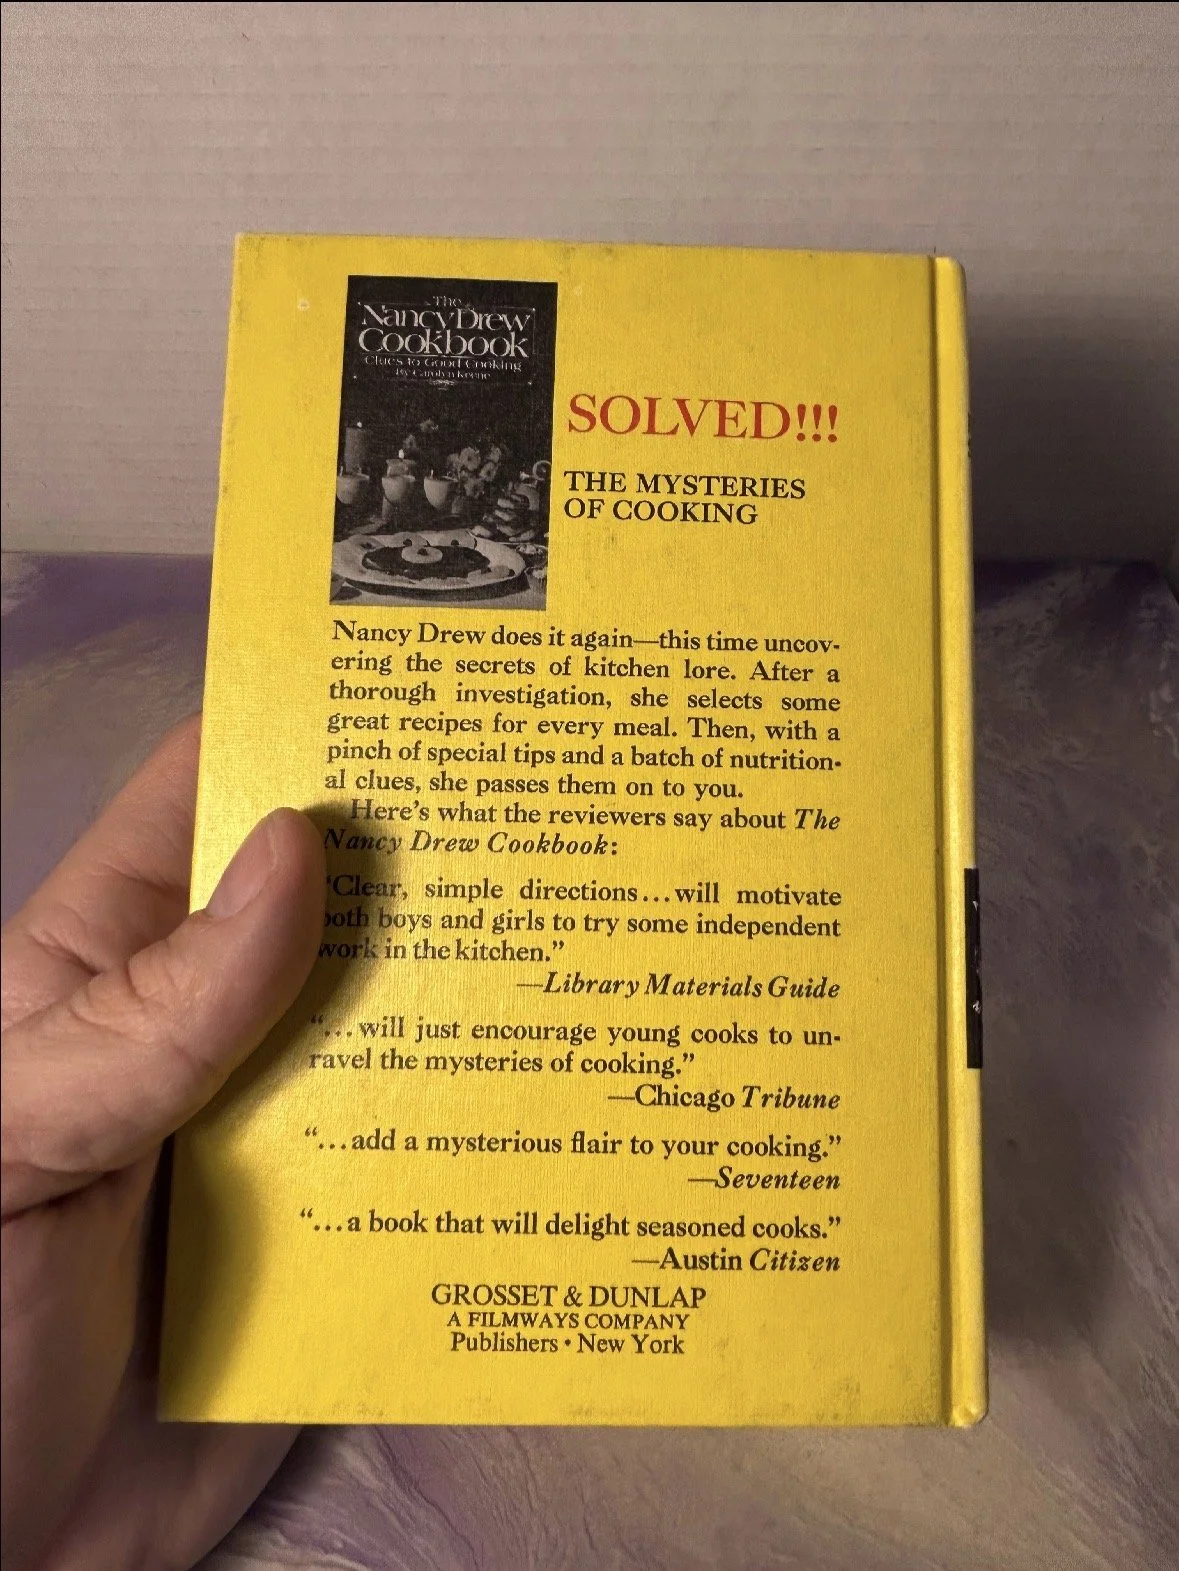 The
Nancy Drew
Cookbook
Clues to Good Cooking
By Carolyn Keene
SOLVED!!!
THE MYSTERIES
OF COOKING
Nancy Drew does it again—this time uncov-
ering the secrets of kitchen lore. After a
thorough investigation, she selects some
great recipes for every meal. Then, with a
pinch of special tips and a batch of nutrition-
al clues, she passes them on to you.
Here's what the reviewers say about The
Nancy Drew Cookbook:
“Clear, simple directions...will motivate
both boys and girls to try some independent
work in the kitchen.”
—Library Materials Guide
“...will just encourage young cooks to un-
ravel the mysteries of cooking.”
—Chicago Tribune
“...add a mysterious flair to your cooking.”
—Seventeen
“...a book that will delight seasoned cooks.”
—Austin Citizen
GROSSET & DUNLAP
A FILMWAYS COMPANY
Publishers • New York